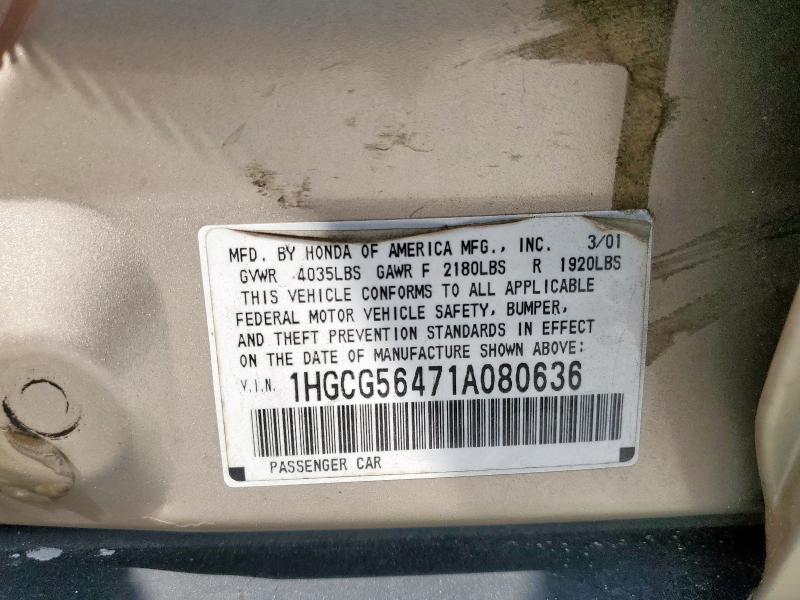 MFD. BY HONDA OF AMERICA MFG., INC. 3/01
GVWR 4035LBS GAWR F 2180LBS R 1920LBS
THIS VEHICLE CONFORMS TO ALL APPLICABLE
FEDERAL MOTOR VEHICLE SAFETY, BUMPER,
AND THEFT PREVENTION STANDARDS IN EFFECT
ON THE DATE OF MANUFACTURE SHOWN ABOVE:
V.I.N. 1HGCG56471A080636
PASSENGER CAR